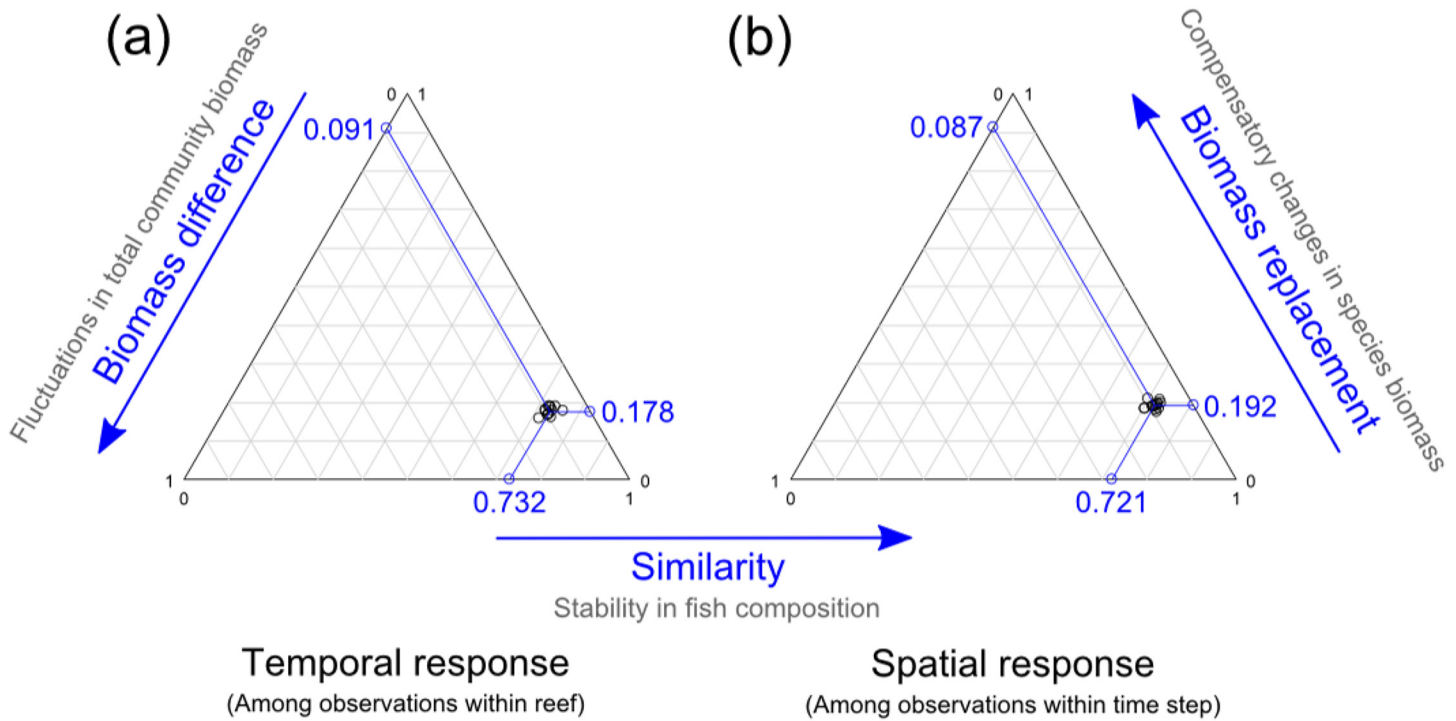 (a)
Fluctuations in total community biomass
Biomass difference
0 1
0.091
0.178
1
0
0
1
0.732
(b)
Compensatory changes in species biomass
Biomass replacement
0 1
0.087
0.192
1
0
0
1
0.721
Similarity
Stability in fish composition
Temporal response
(Among observations within reef)
Spatial response
(Among observations within time step)